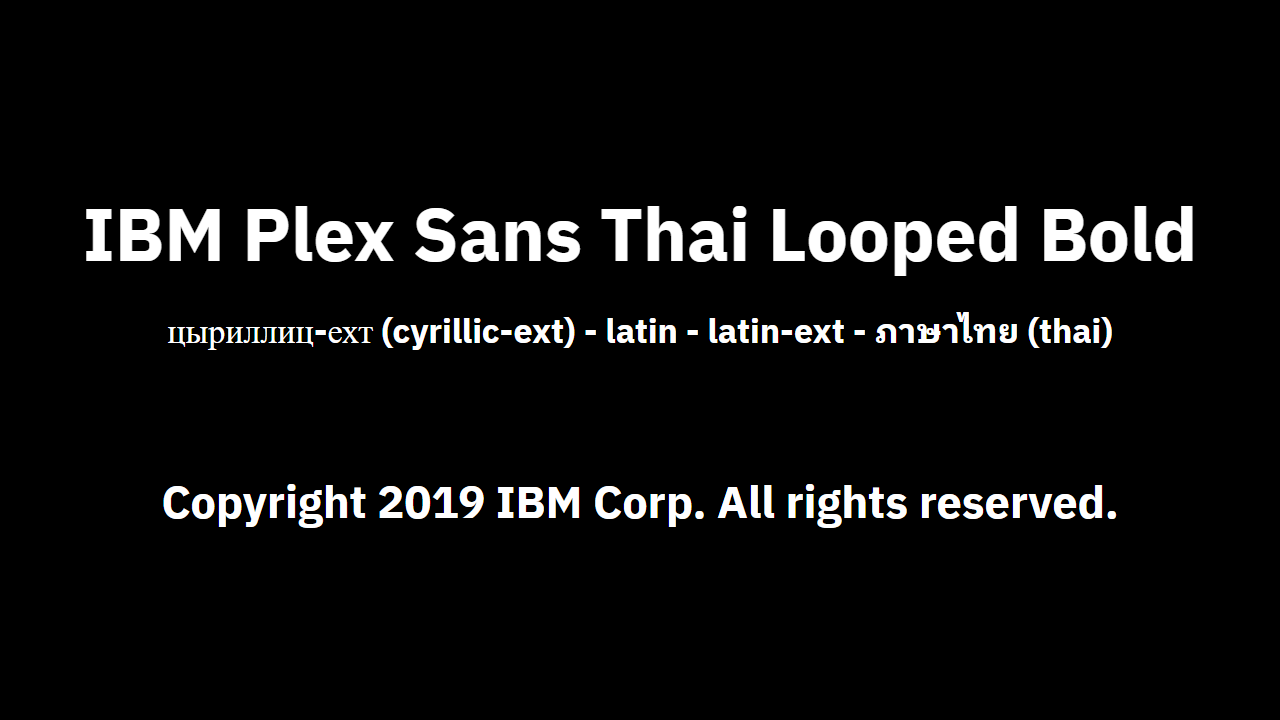 IBM Plex Sans Thai Looped Bold
цыриллиц-ехт (cyrillic-ext) - latin - latin-ext - ภาษาไทย (thai)
Copyright 2019 IBM Corp. All rights reserved.